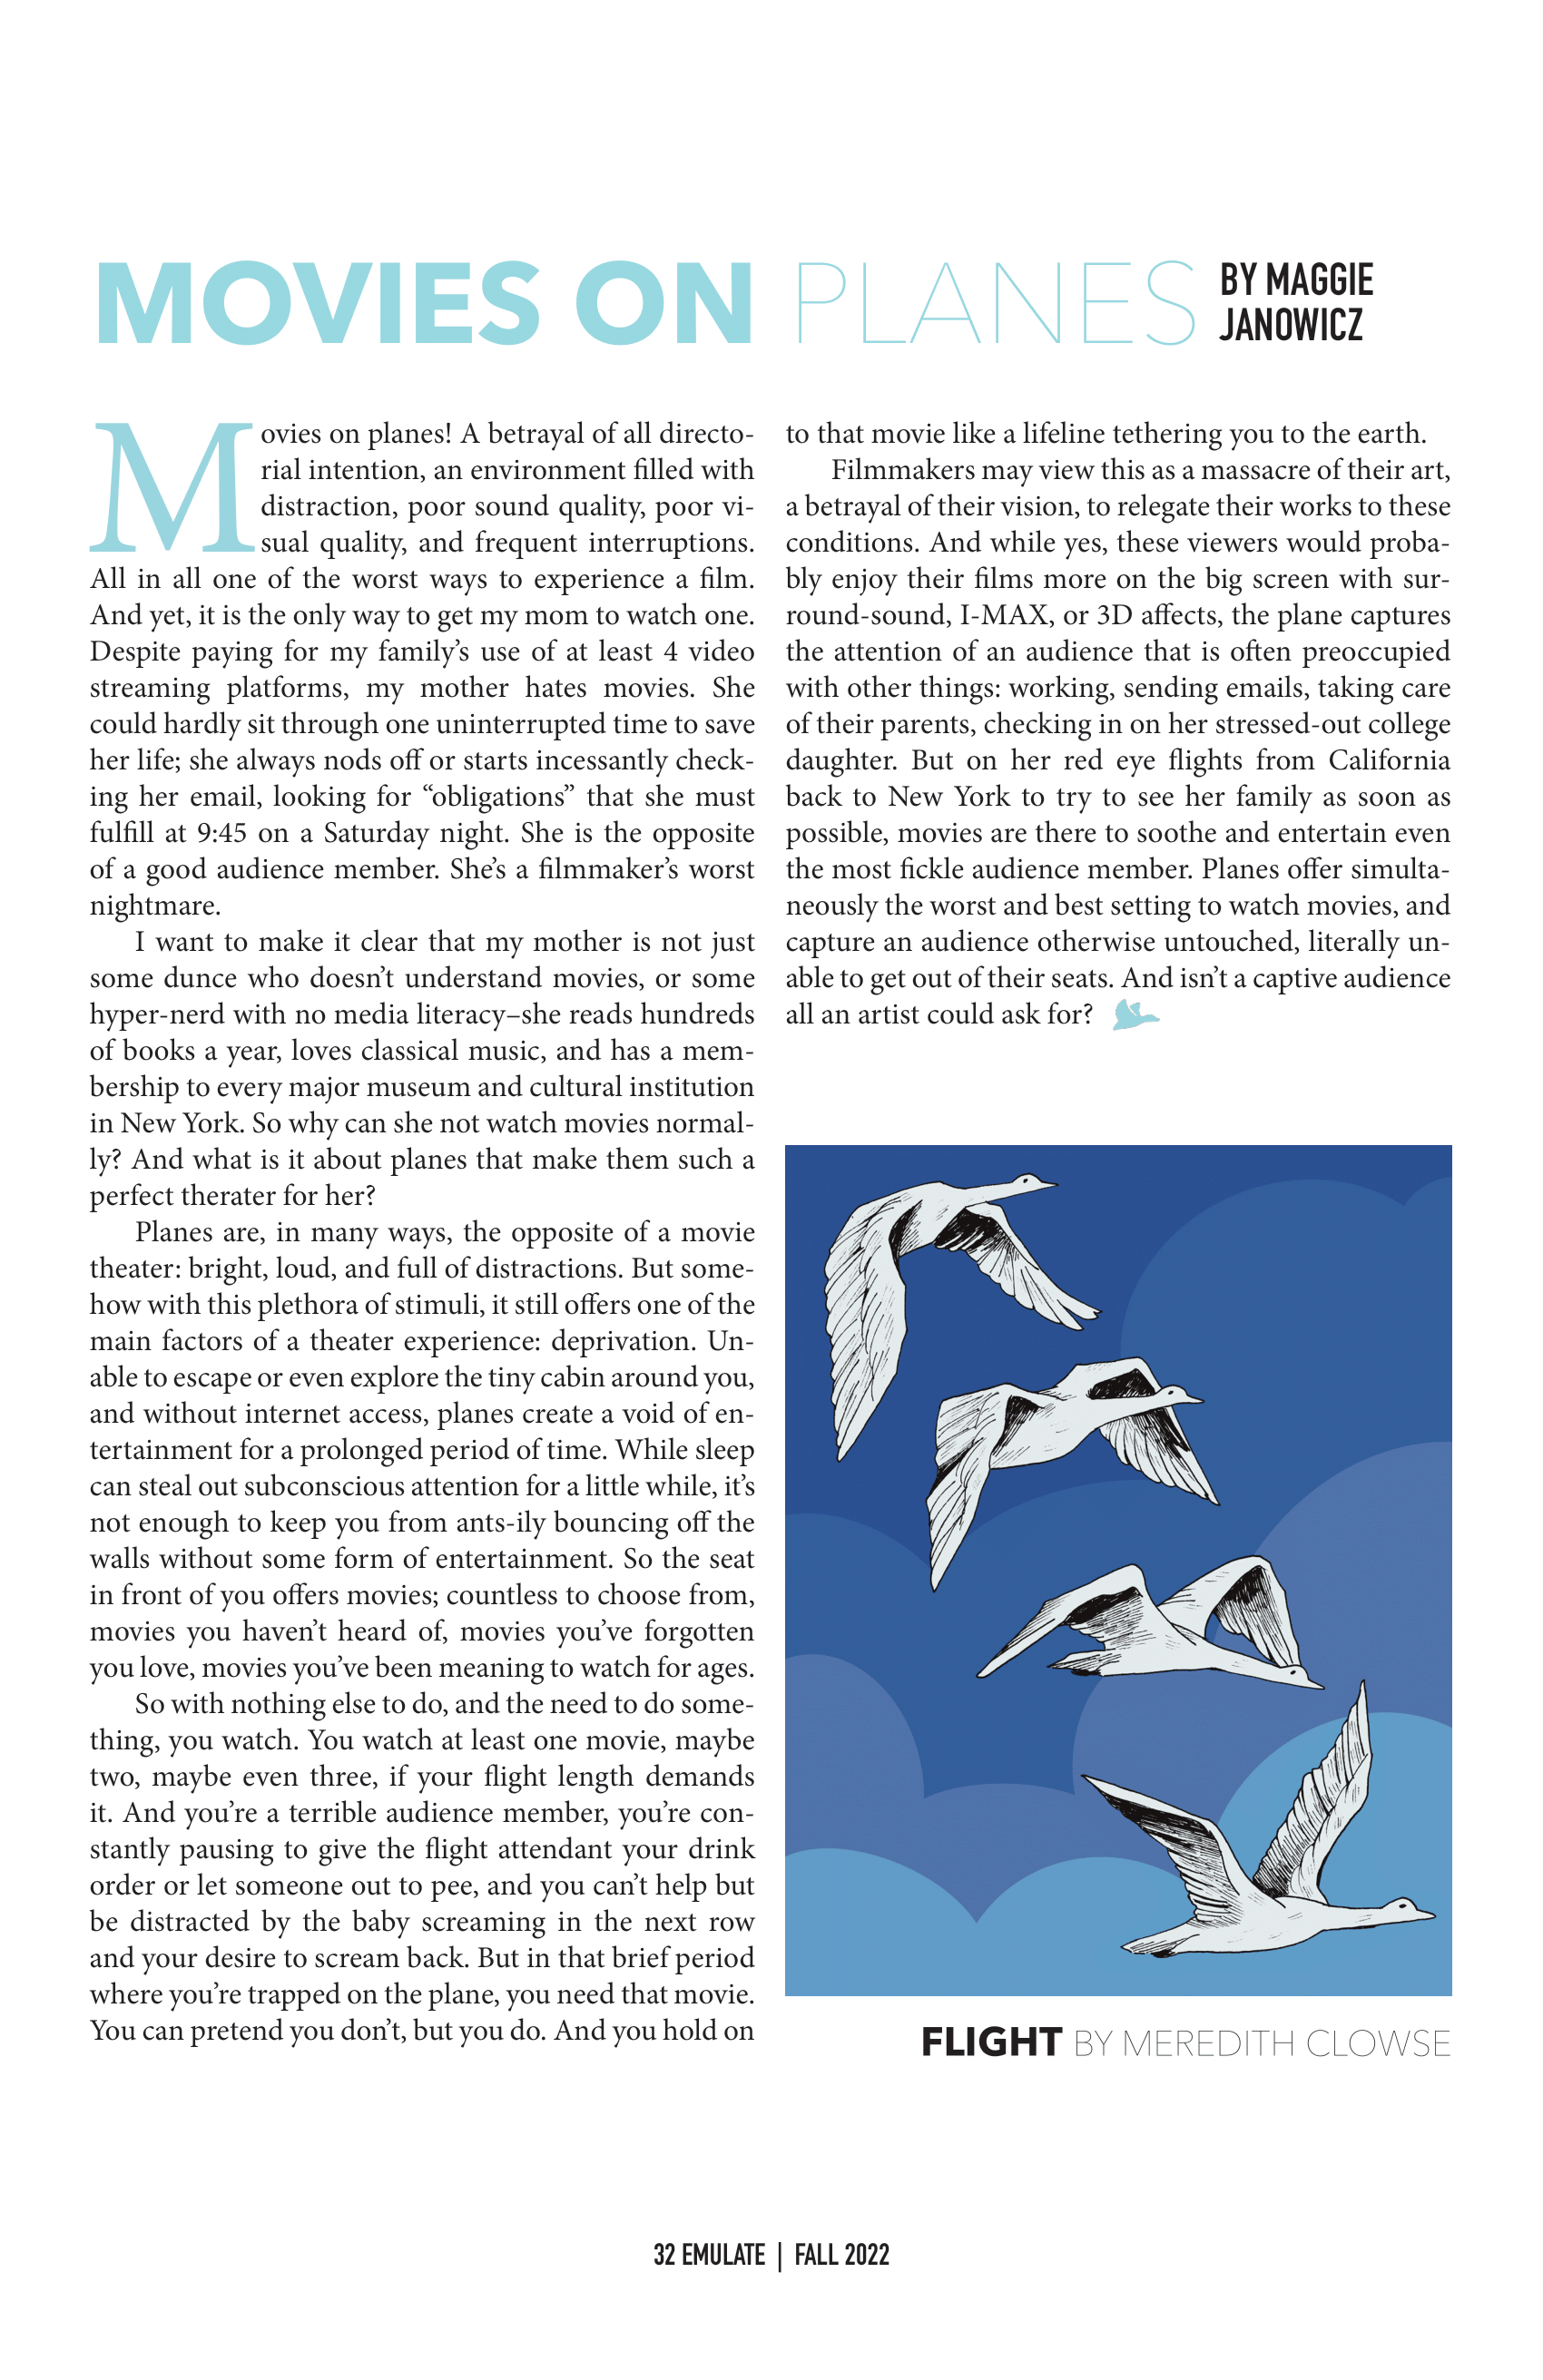 MOVIES ON PLANES BY MAGGIE
JANOWICZ
Movies on planes! A betrayal of all directo-
rial intention, an environment filled with
distraction, poor sound quality, poor vi-
sual quality, and frequent interruptions.
All in all one of the worst ways to experience a film.
And yet, it is the only way to get my mom to watch one.
Despite paying for my family’s use of at least 4 video
streaming platforms, my mother hates movies. She
could hardly sit through one uninterrupted time to save
her life; she always nods off or starts incessantly check-
ing her email, looking for “obligations” that she must
fulfill at 9:45 on a Saturday night. She is the opposite
of a good audience member. She’s a filmmaker’s worst
nightmare.
I want to make it clear that my mother is not just
some dunce who doesn’t understand movies, or some
hyper-nerd with no media literacy–she reads hundreds
of books a year, loves classical music, and has a mem-
bership to every major museum and cultural institution
in New York. So why can she not watch movies normal-
ly? And what is it about planes that make them such a
perfect therater for her?
Planes are, in many ways, the opposite of a movie
theater: bright, loud, and full of distractions. But some-
how with this plethora of stimuli, it still offers one of the
main factors of a theater experience: deprivation. Un-
able to escape or even explore the tiny cabin around you,
and without internet access, planes create a void of en-
tertainment for a prolonged period of time. While sleep
can steal out subconscious attention for a little while, it’s
not enough to keep you from ants-ily bouncing off the
walls without some form of entertainment. So the seat
in front of you offers movies; countless to choose from,
movies you haven’t heard of, movies you’ve forgotten
you love, movies you’ve been meaning to watch for ages.
So with nothing else to do, and the need to do some-
thing, you watch. You watch at least one movie, maybe
two, maybe even three, if your flight length demands
it. And you’re a terrible audience member, you’re con-
stantly pausing to give the flight attendant your drink
order or let someone out to pee, and you can’t help but
be distracted by the baby screaming in the next row
and your desire to scream back. But in that brief period
where you’re trapped on the plane, you need that movie.
You can pretend you don’t, but you do. And you hold on
to that movie like a lifeline tethering you to the earth.
Filmmakers may view this as a massacre of their art,
a betrayal of their vision, to relegate their works to these
conditions. And while yes, these viewers would proba-
bly enjoy their films more on the big screen with sur-
round-sound, I-MAX, or 3D affects, the plane captures
the attention of an audience that is often preoccupied
with other things: working, sending emails, taking care
of their parents, checking in on her stressed-out college
daughter. But on her red eye flights from California
back to New York to try to see her family as soon as
possible, movies are there to soothe and entertain even
the most fickle audience member. Planes offer simulta-
neously the worst and best setting to watch movies, and
capture an audience otherwise untouched, literally un-
able to get out of their seats. And isn’t a captive audience
all an artist could ask for?
FLIGHT BY MEREDITH CLOWSE
32 EMULATE | FALL 2022